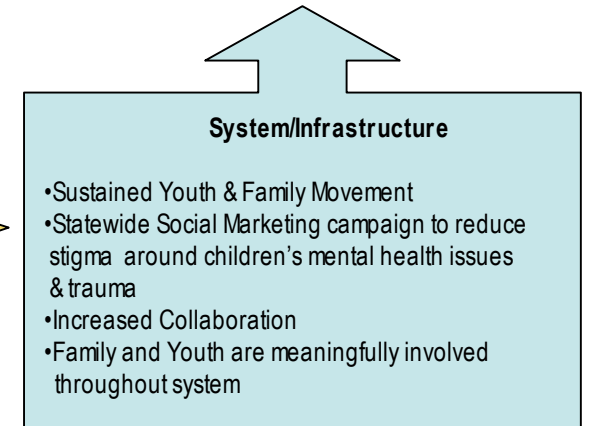 System/Infrastructure
•Sustained Youth & Family Movement
•Statewide Social Marketing campaign to reduce
stigma around children's mental health issues
& trauma
•Increased Collaboration
•Family and Youth are meaningfully involved
throughout system